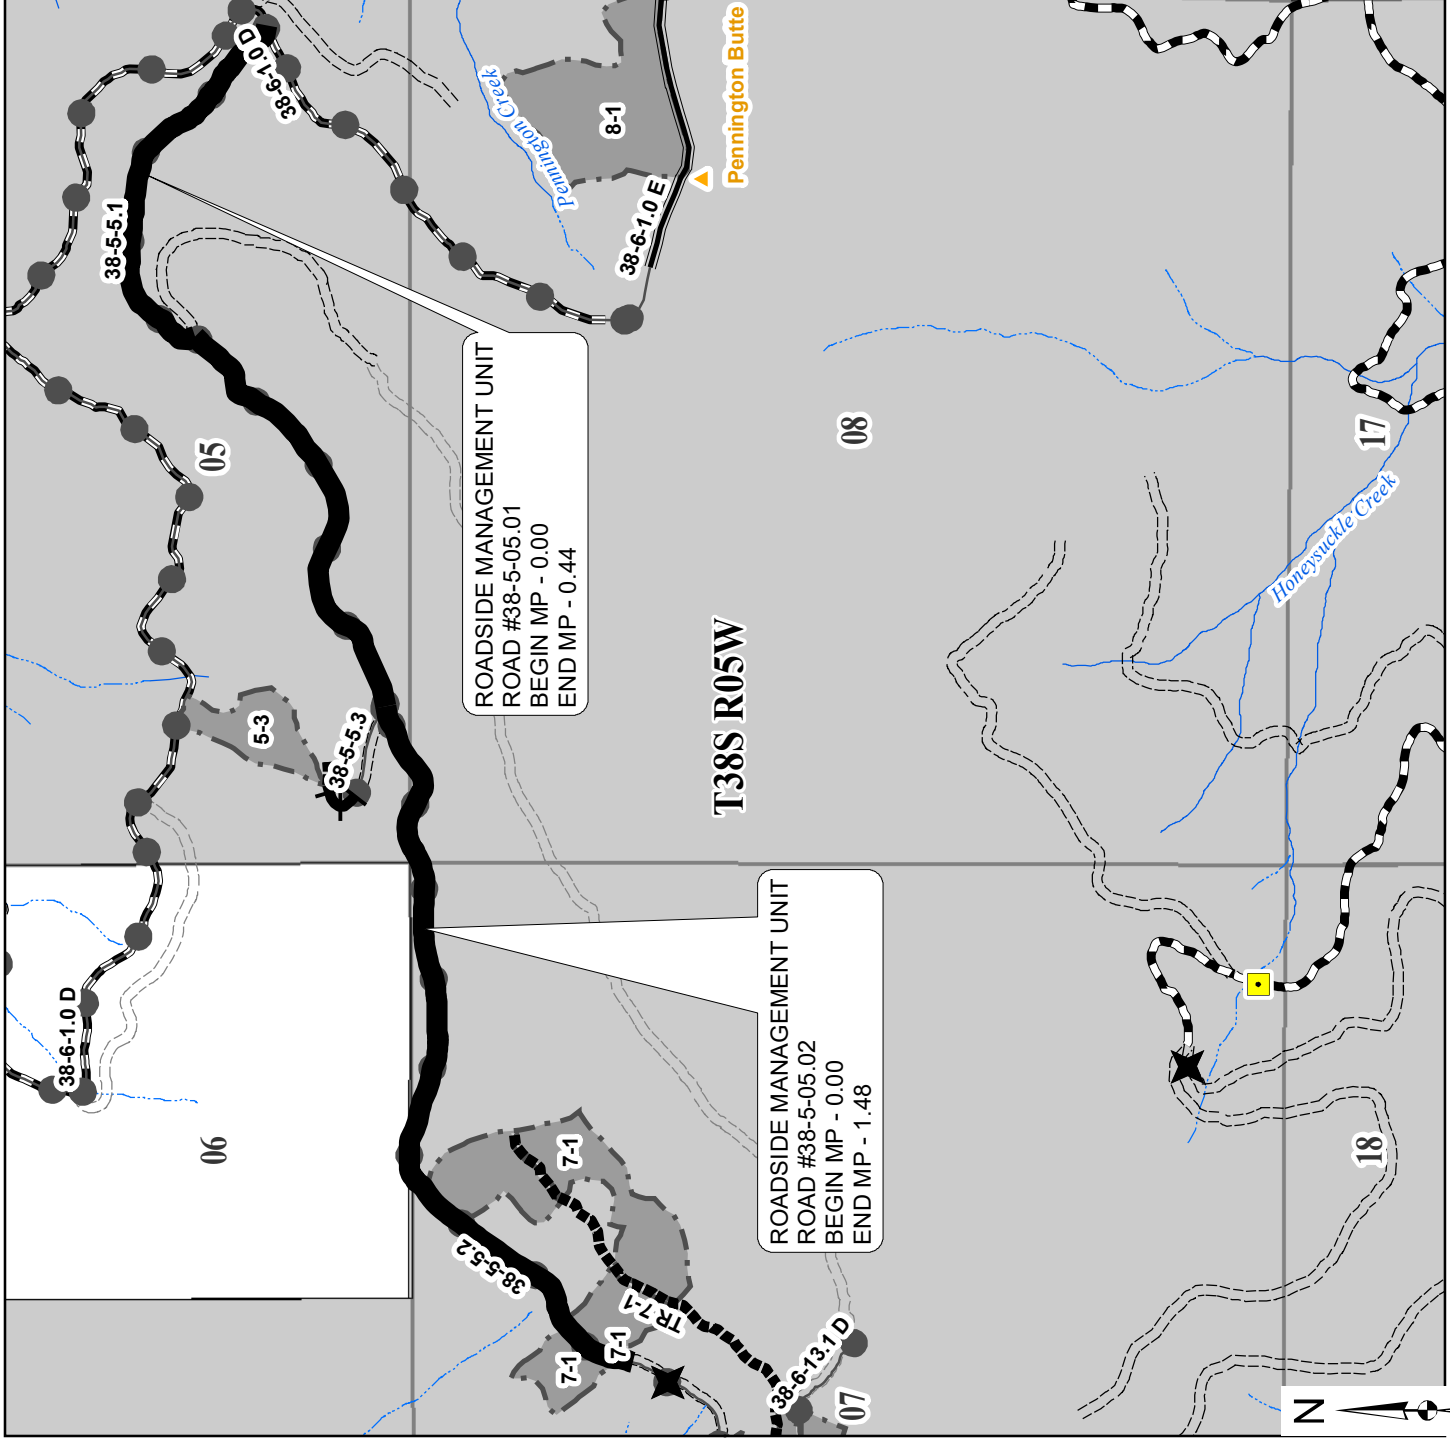 38-6-1.0 D
38-5-5.1
Pennington Creek
8-1
38-6-1.0 E
Pennington Butte
05
ROADSIDE MANAGEMENT UNIT
ROAD #38-5-05.01
BEGIN MP - 0.00
END MP - 0.44
08
17
Honeysuckle Creek
5-3
38-5-5.3
T38S R05W
38-6-1.0 D
06
ROADSIDE MANAGEMENT UNIT
ROAD #38-5-05.02
BEGIN MP - 0.00
END MP - 1.48
7-1
38-5-5.2
TR 7-1
7-1
7-1
38-6-13.1 D
07
18
N